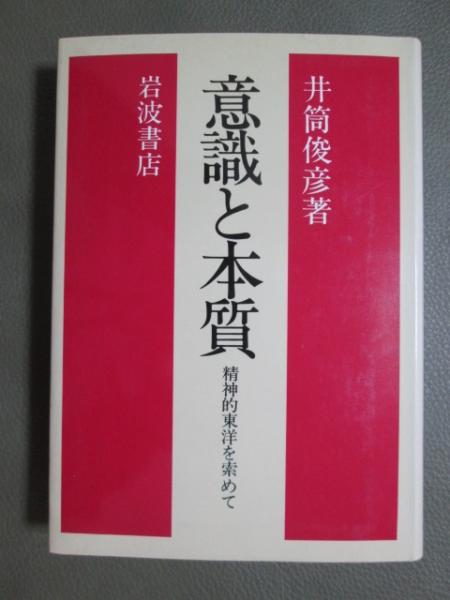 井筒俊彦著
意識と本質
精神的東洋を索めて
岩波書店